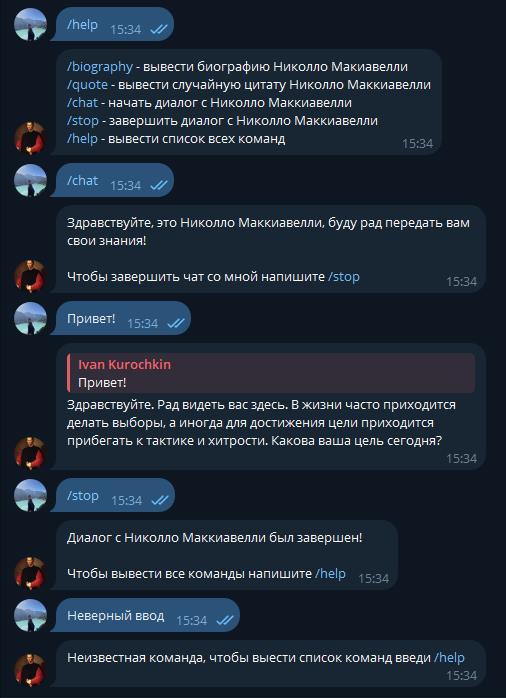 /help 15:34
/biography - вывести биографию Николло Макиавелли
/quote - вывести случайную цитату Николло Маккиавелли
/chat - начать диалог с Николло Маккиавелли
/stop - завершить диалог с Николло Маккиавелли
/help - вывести список всех команд 15:34
/chat 15:34
Здравствуйте, это Николло Маккиавелли, буду рад передать вам
свои знания!
Чтобы завершить чат со мной напишите /stop 15:34
Привет! 15:34
Ivan Kurochkin
Привет!
Здравствуйте. Рад видеть вас здесь. В жизни часто приходится
делать выборы, а иногда для достижения цели приходится
прибегать к тактике и хитрости. Какова ваша цель сегодня?
15:34
/stop 15:34
Диалог с Николло Маккиавелли был завершен!
Чтобы вывести все команды напишите /help 15:34
Неверный ввод 15:34
Неизвестная команда, чтобы выести список команд введи /help
15:34